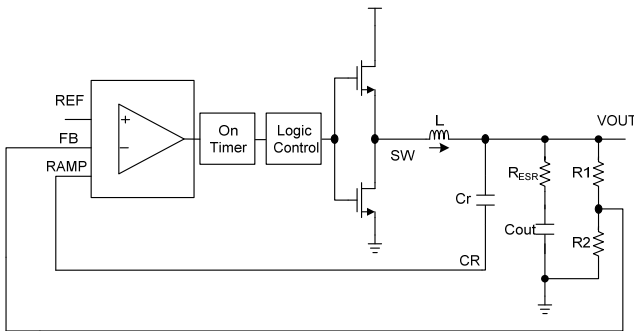 REF
FB
RAMP
+
−
On
Timer
Logic
Control
SW
L
VOUT
Cr
CR
RESR
Cout
R1
R2